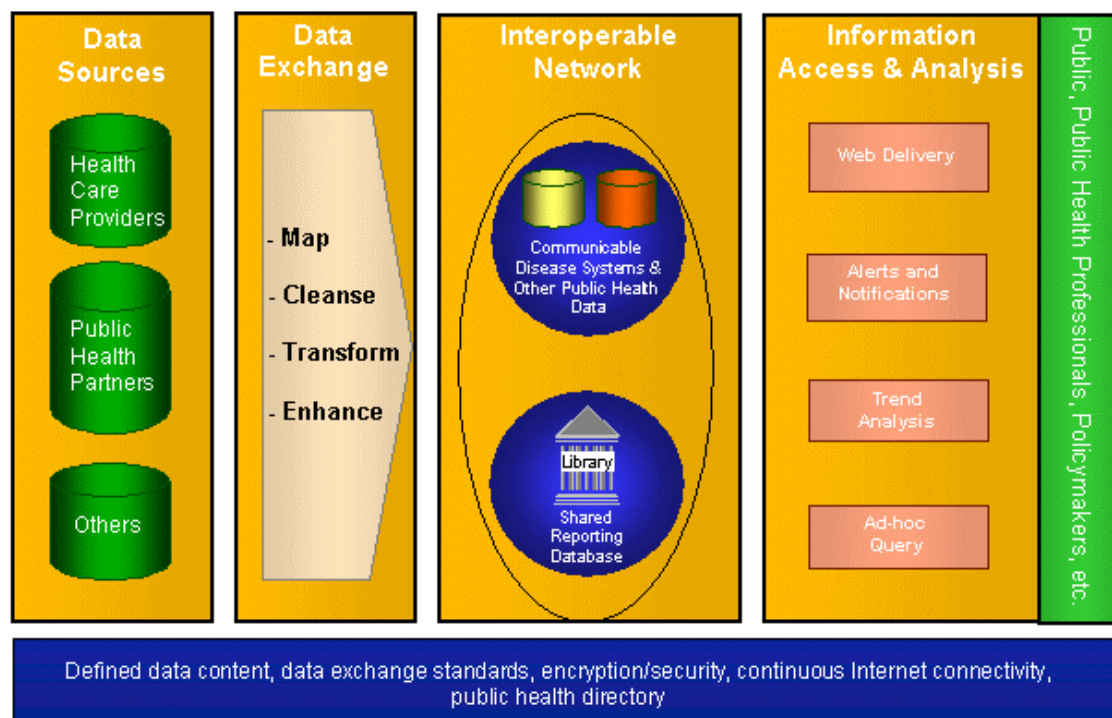 Data
Sources
Health
Care
Providers
Public
Health
Partners
Others
Data
Exchange
- Map
- Cleanse
- Transform
- Enhance
Interoperable
Network
Communicable
Disease Systems &
Other Public Health
Data
Library
Shared
Reporting
Database
Information
Access & Analysis
Web Delivery
Alerts and
Notifications
Trend
Analysis
Ad-hoc
Query
Public, Public Health Professionals, Policymakers, etc.
Defined data content, data exchange standards, encryption/security, continuous Internet connectivity,
public health directory